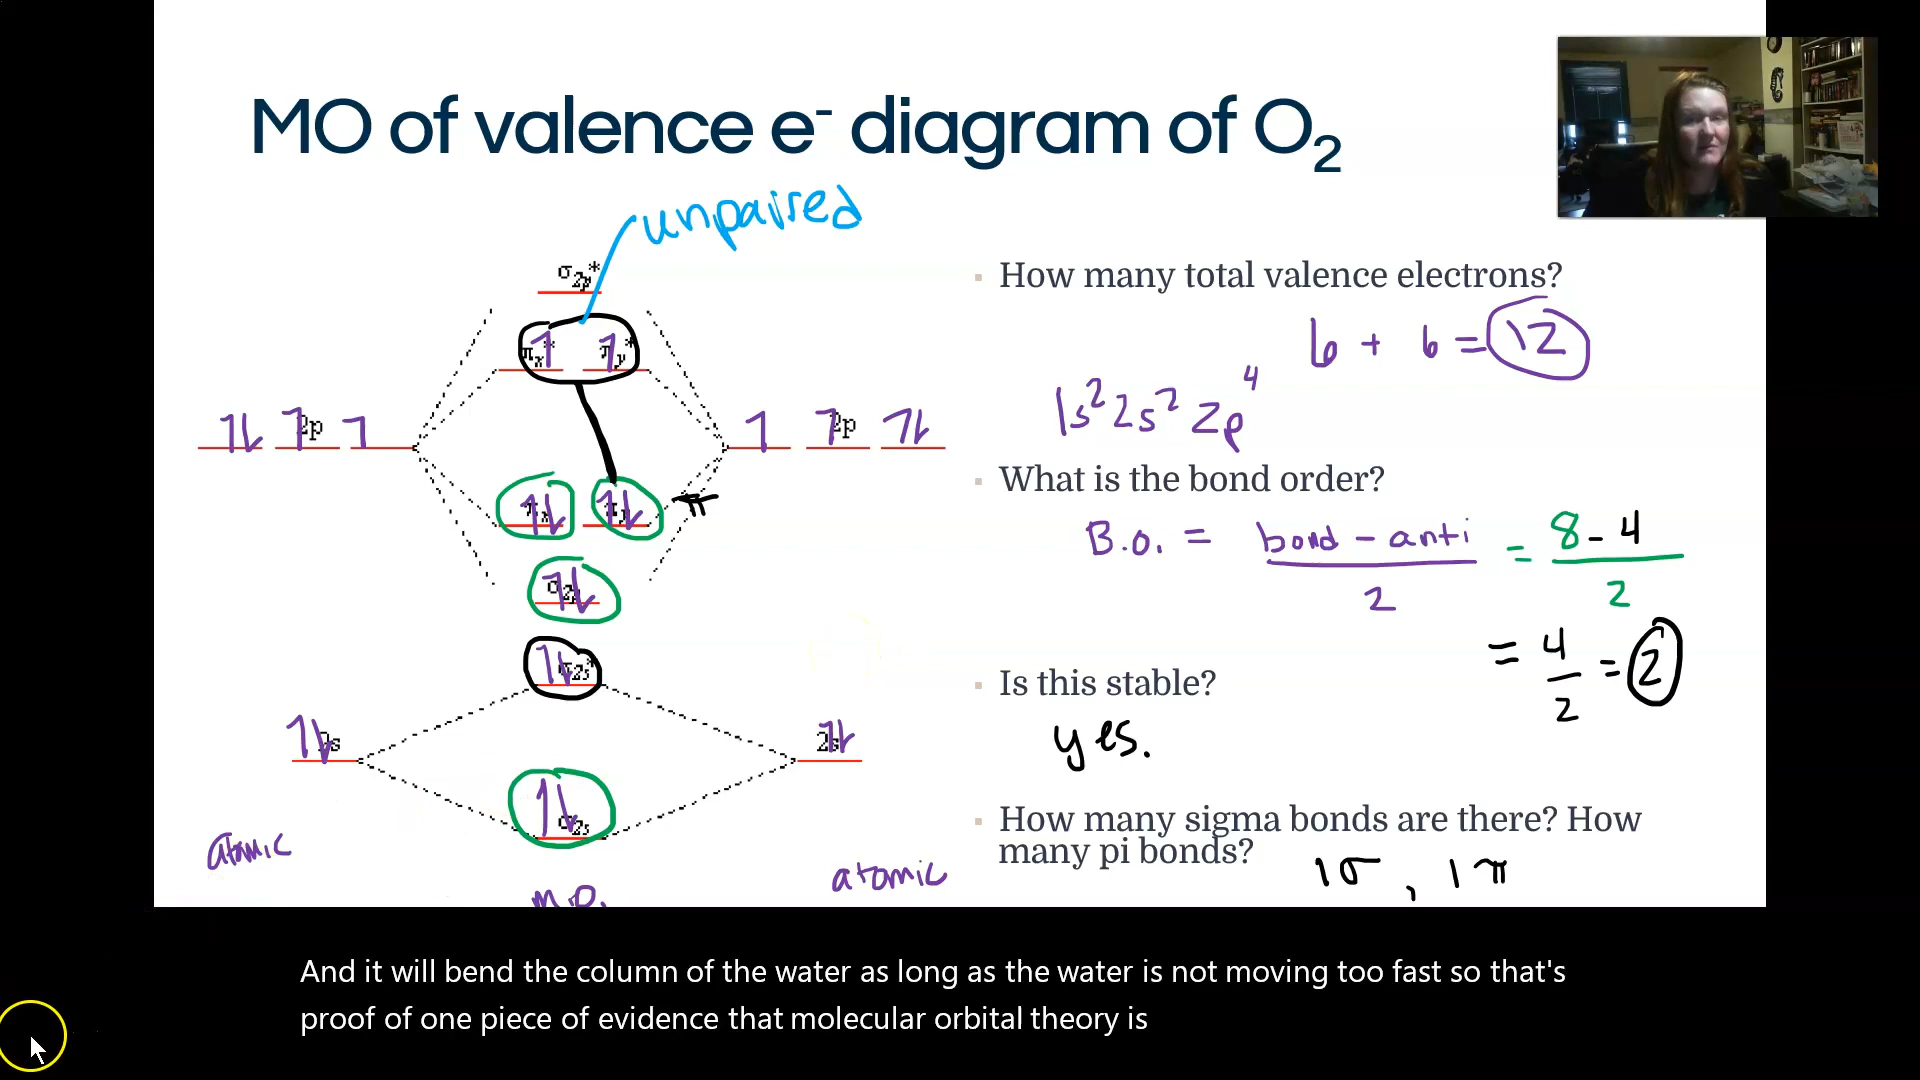 MO of valence e⁻ diagram of O₂
unpaired
σ2p*
πx* πy*
1s² 2s² 2p⁴
2p
2p
πx πy
π
σ2p
σ2s*
2s
2s
σ2s
atomic
m.o.
atomic
▪ How many total valence electrons?
6 + 6 = 12
▪ What is the bond order?
B.O. = bond - anti / 2 = 8 - 4 / 2
= 4 / 2 = 2
▪ Is this stable?
yes.
▪ How many sigma bonds are there? How
many pi bonds?
1σ, 1π
And it will bend the column of the water as long as the water is not moving too fast so that's
proof of one piece of evidence that molecular orbital theory is